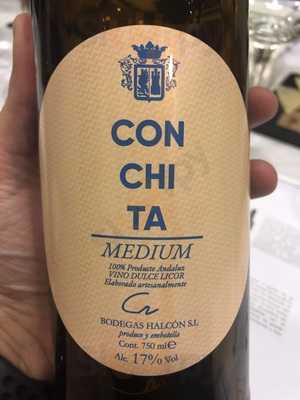 CON
CHI
TA
MEDIUM
100% Producto Andaluz
VINO DULCE LICOR
Elaborado artesanalmente
BODEGAS HALCÓN S.L
produce y embotella
Cont. 750 ml e
Alc. 17% Vol